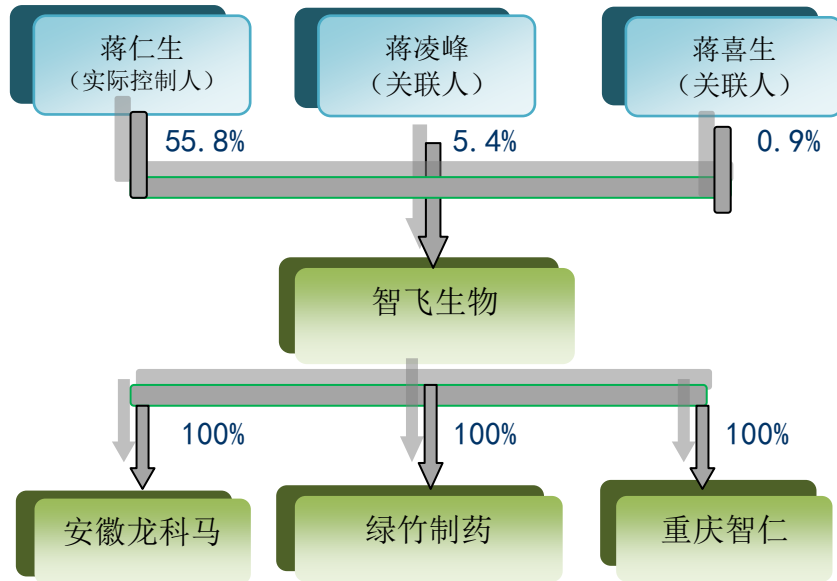 蒋仁生
（实际控制人）
蒋凌峰
（关联人）
蒋喜生
（关联人）
55.8%
5.4%
0.9%
智飞生物
100%
100%
100%
安徽龙科马
绿竹制药
重庆智仁